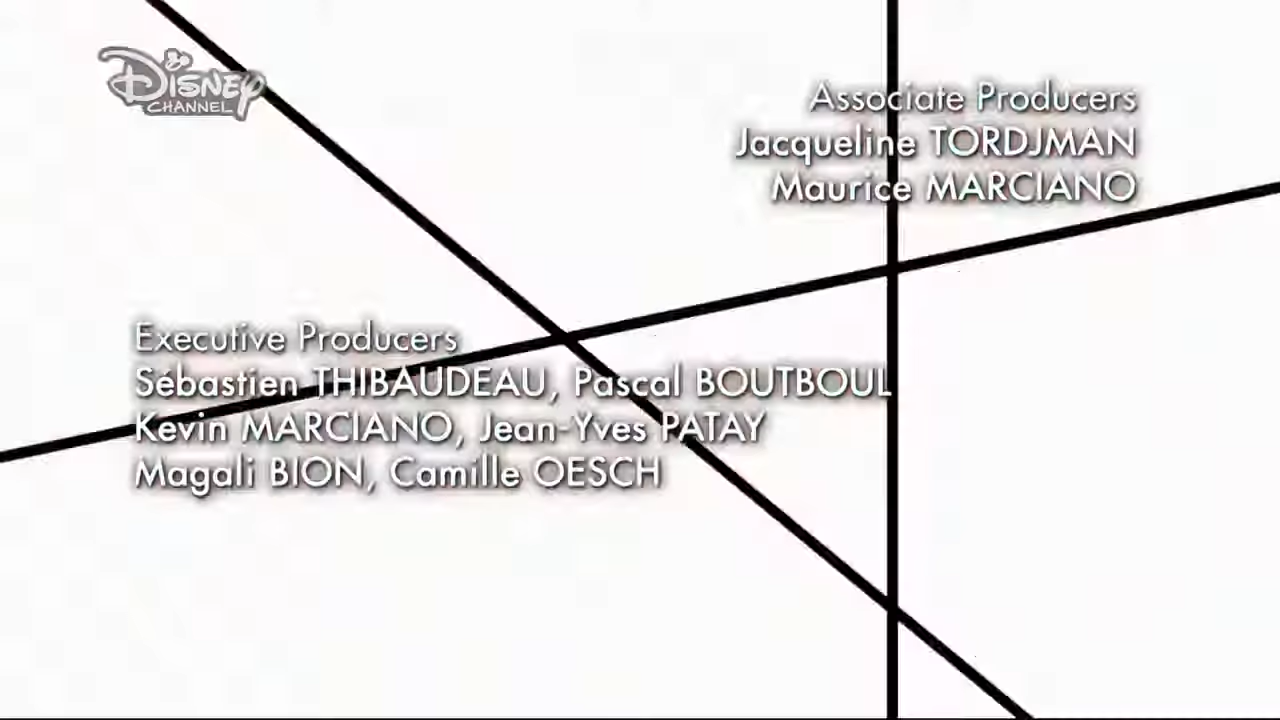 Disney
CHANNEL
Associate Producers
Jacqueline TORDJMAN
Maurice MARCIANO
Executive Producers
Sébastien THIBAUDEAU, Pascal BOUTBOUL
Kevin MARCIANO, Jean-Yves PATAY
Magali BION, Camille OESCH